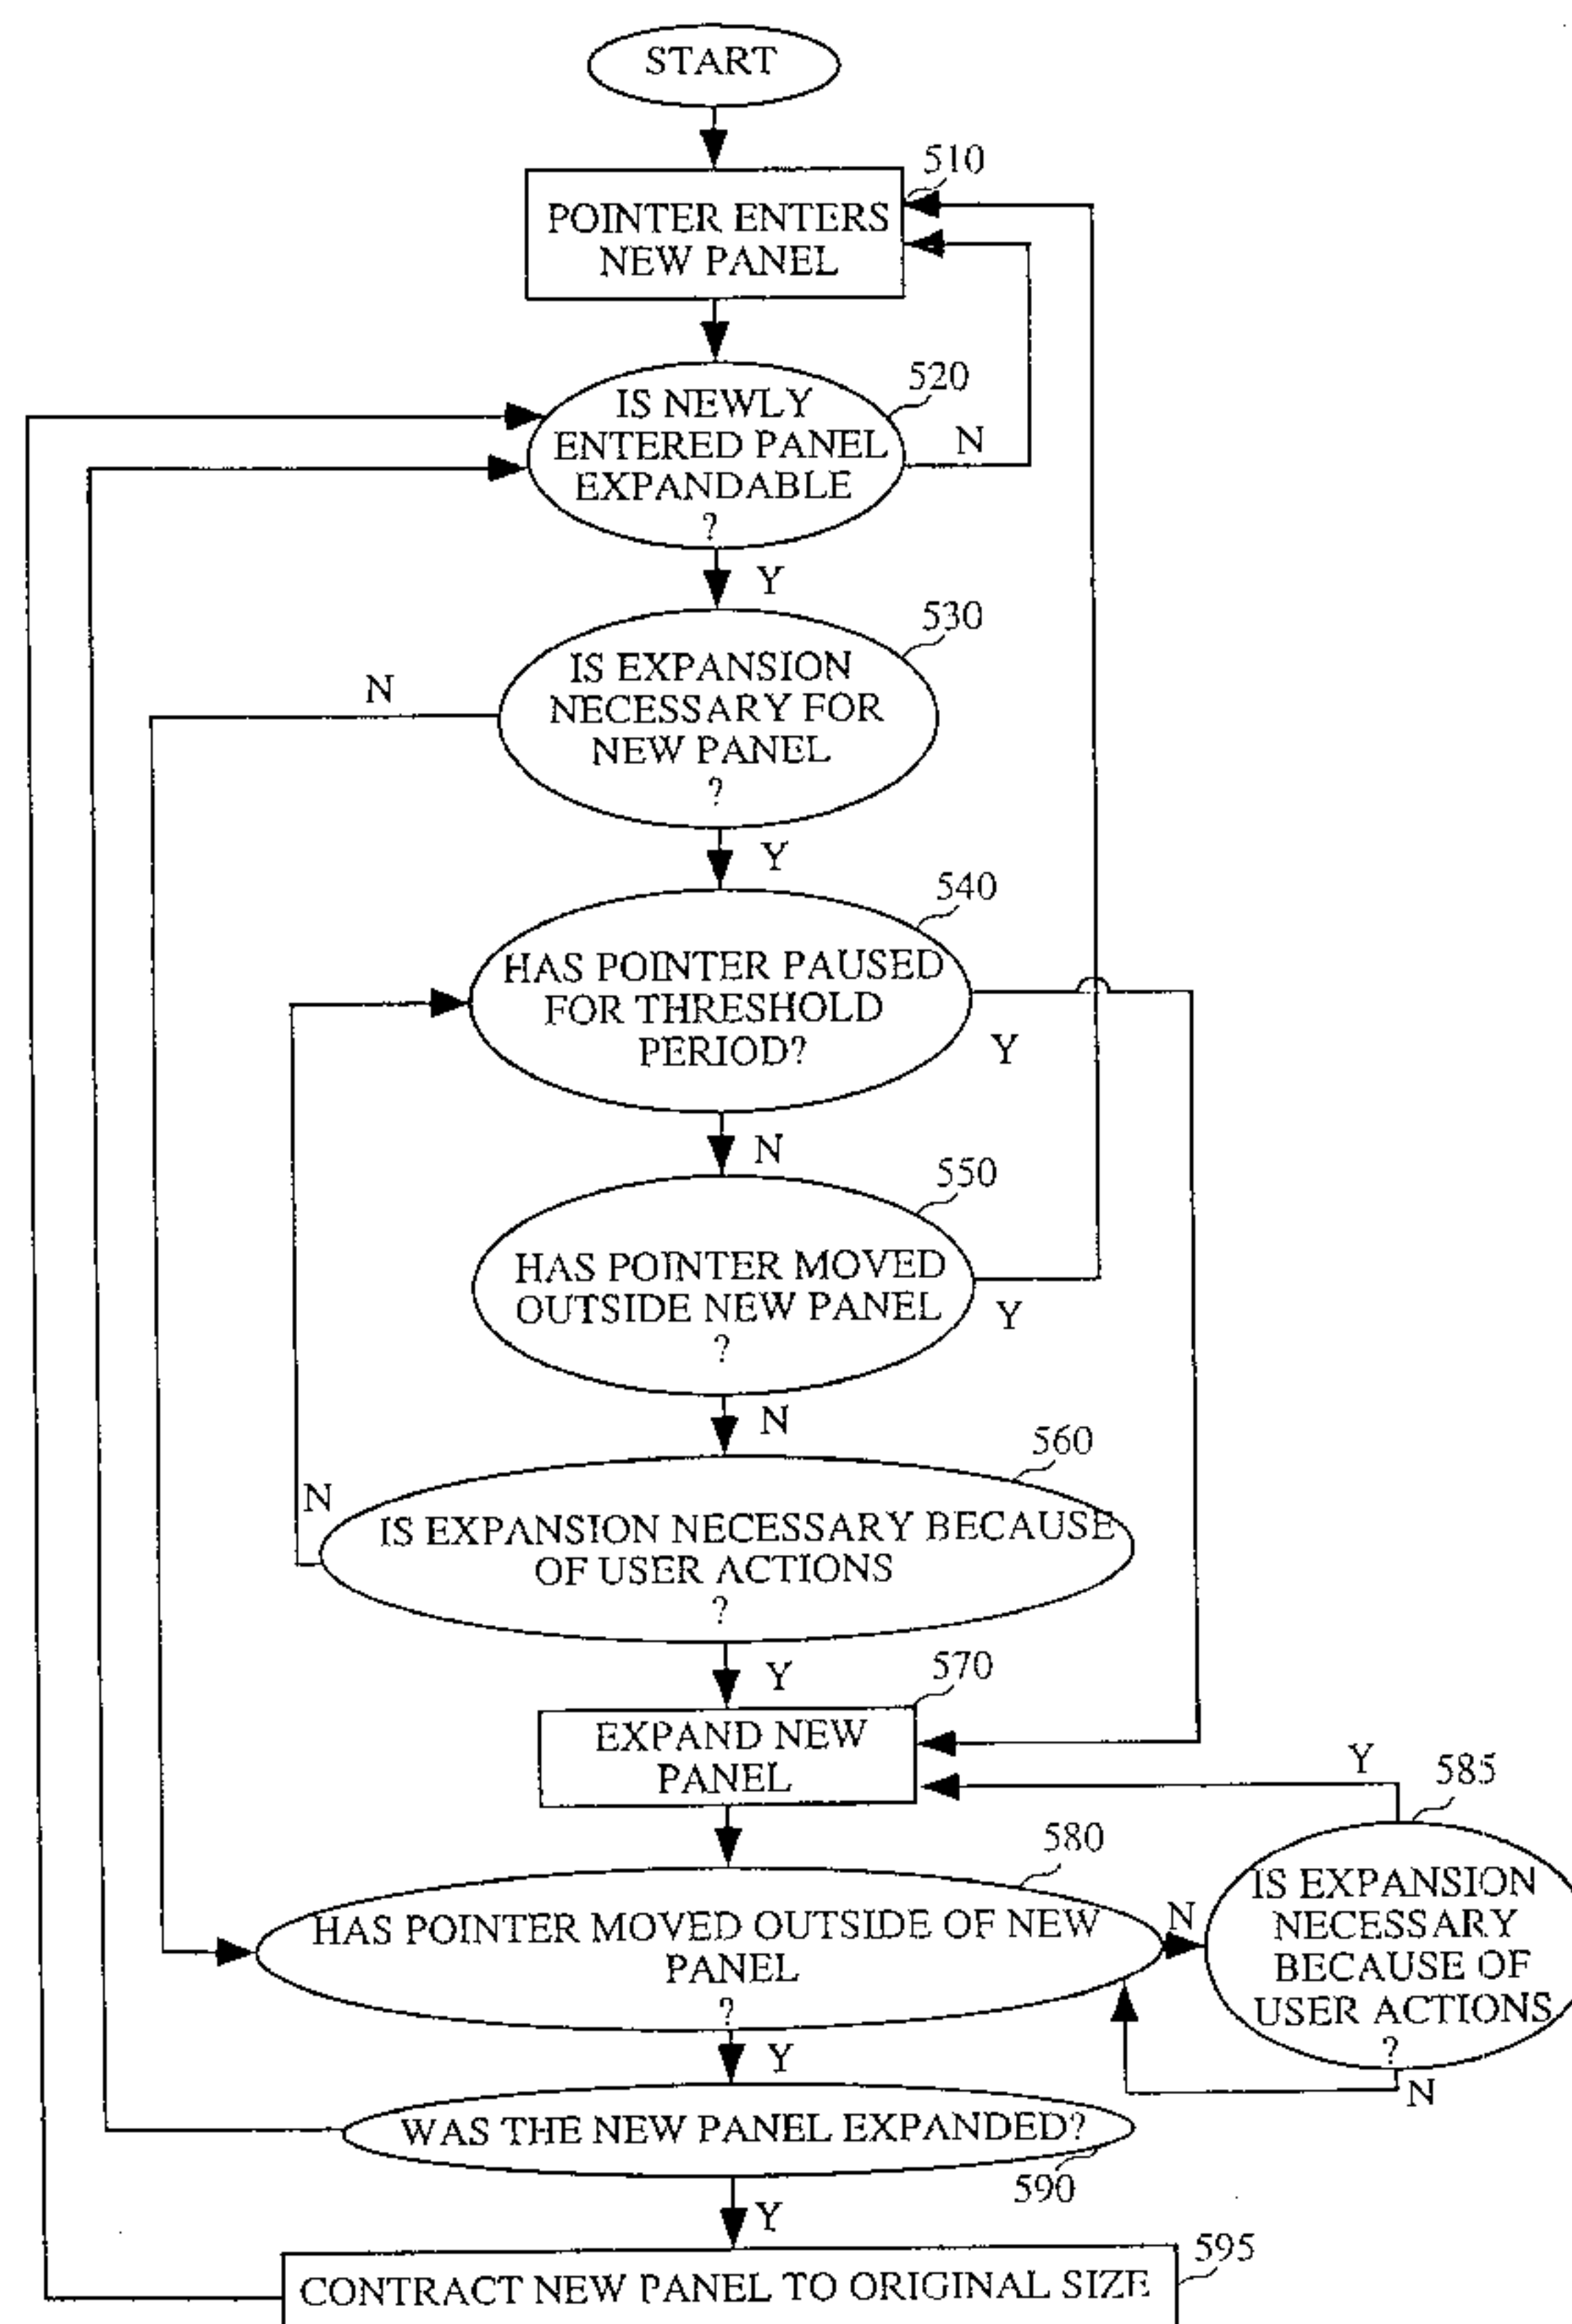 START
510
POINTER ENTERS
NEW PANEL
520
IS NEWLY
ENTERED PANEL
EXPANDABLE
?
N
Y
530
IS EXPANSION
NECESSARY FOR
NEW PANEL
?
N
Y
540
HAS POINTER PAUSED
FOR THRESHOLD
PERIOD?
Y
N
550
HAS POINTER MOVED
OUTSIDE NEW PANEL
?
Y
N
560
N
IS EXPANSION NECESSARY BECAUSE
OF USER ACTIONS
?
Y
570
EXPAND NEW
PANEL
Y
585
580
HAS POINTER MOVED OUTSIDE OF NEW
PANEL
?
N
IS EXPANSION
NECESSARY
BECAUSE OF
USER ACTIONS
?
N
Y
WAS THE NEW PANEL EXPANDED?
590
Y
595
CONTRACT NEW PANEL TO ORIGINAL SIZE